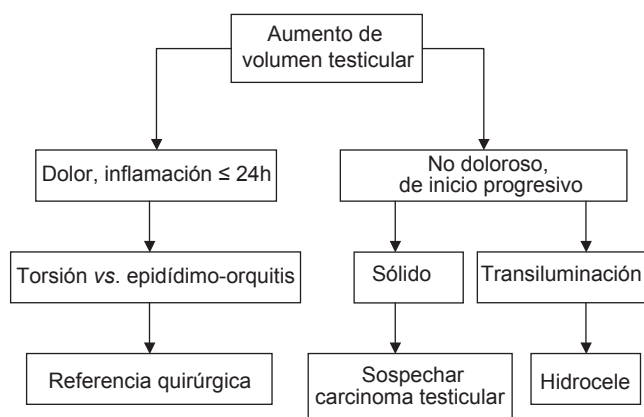 Aumento de
volumen testicular
Dolor, inflamación ≤ 24h
No doloroso,
de inicio progresivo
Torsión vs. epidídimo-orquitis
Sólido
Transiluminación
Referencia quirúrgica
Sospechar
carcinoma testicular
Hidrocele